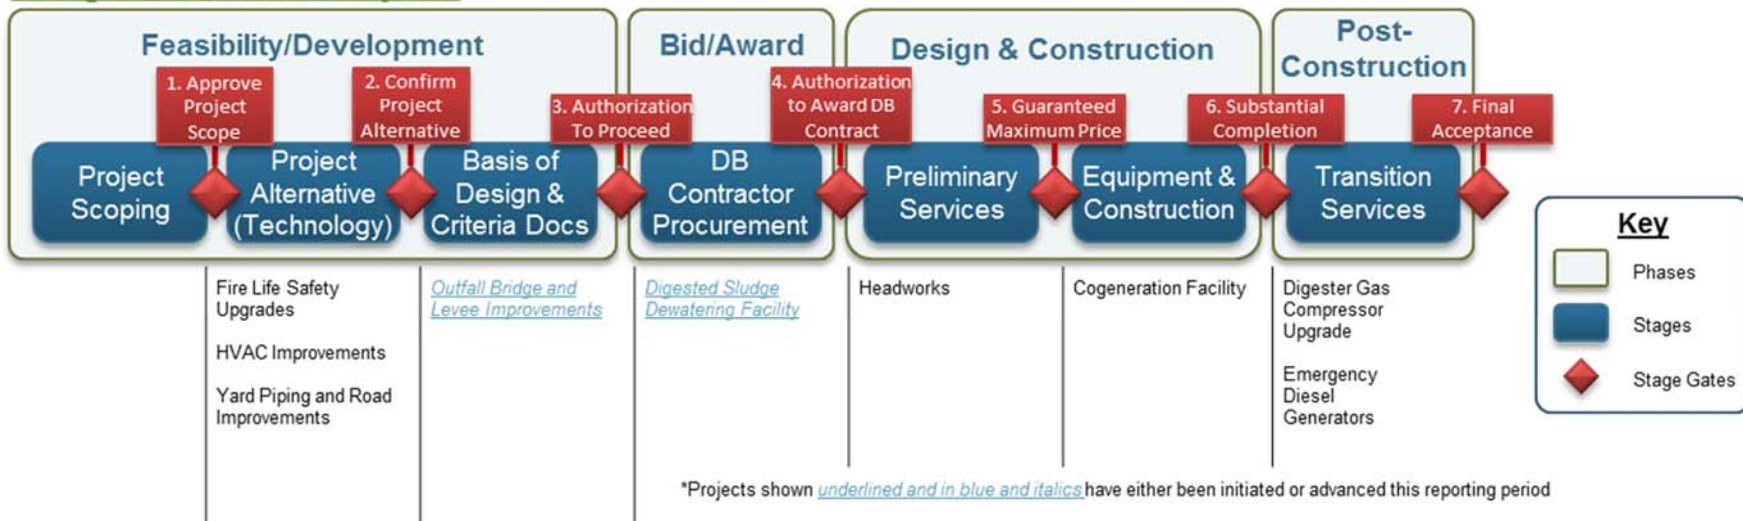 Feasibility/Development
Bid/Award
Design & Construction
Post-
Construction
1. Approve
Project
Scope
2. Confirm
Project
Alternative
3. Authorization
To Proceed
4. Authorization
to Award DB
Contract
5. Guaranteed
Maximum Price
6. Substantial
Completion
7. Final
Acceptance
Project
Scoping
Project
Alternative
(Technology)
Basis of
Design &
Criteria Docs
DB
Contractor
Procurement
Preliminary
Services
Equipment &
Construction
Transition
Services
Fire Life Safety
Upgrades
HVAC Improvements
Yard Piping and Road
Improvements
Outfall Bridge and
Levee Improvements
Digested Sludge
Dewatering Facility
Headworks
Cogeneration Facility
Digester Gas
Compressor
Upgrade
Emergency
Diesel
Generators
Key
Phases
Stages
Stage Gates
*Projects shown underlined and in blue and italics have either been initiated or advanced this reporting period